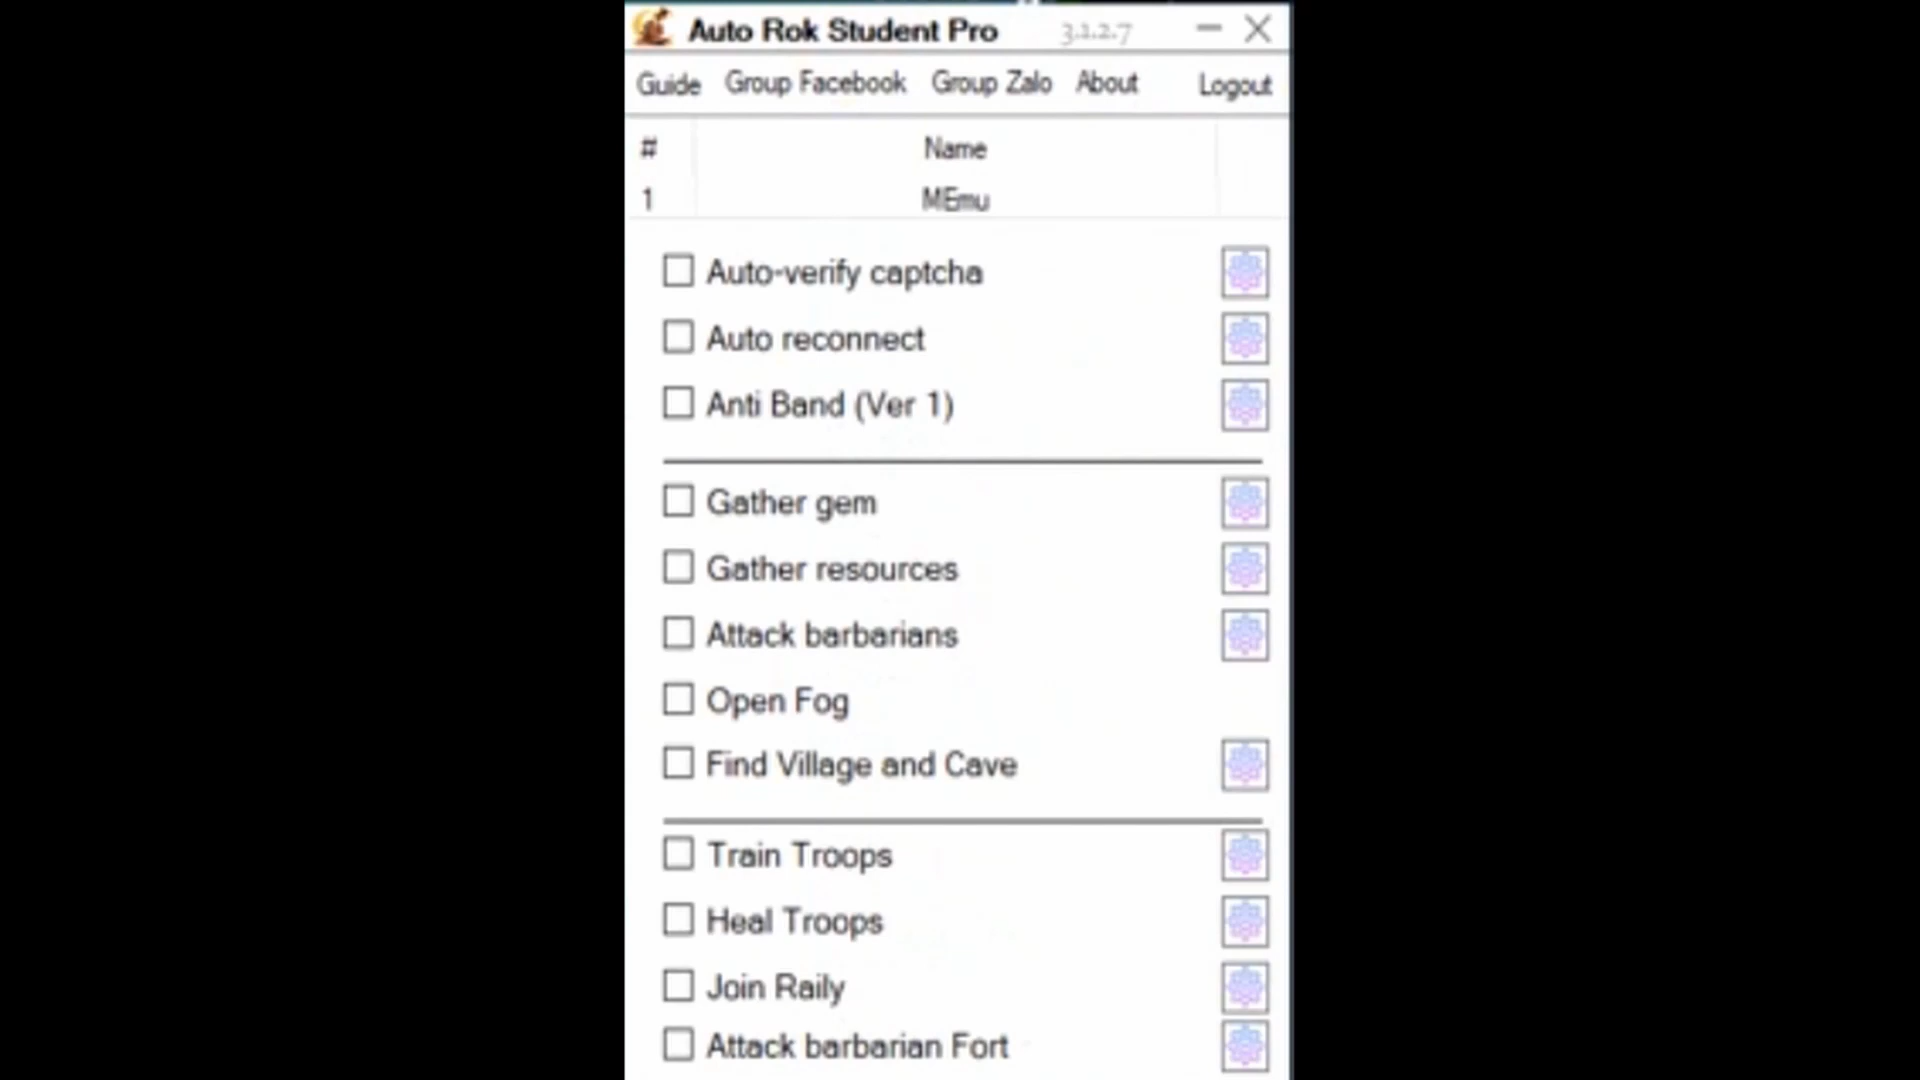 Auto Rok Student Pro 3.1.2.7
Guide Group Facebook Group Zalo About Logout
# Name
1 MEmu
Auto-verify captcha
Auto reconnect
Anti Band (Ver 1)
Gather gem
Gather resources
Attack barbarians
Open Fog
Find Village and Cave
Train Troops
Heal Troops
Join Raily
Attack barbarian Fort